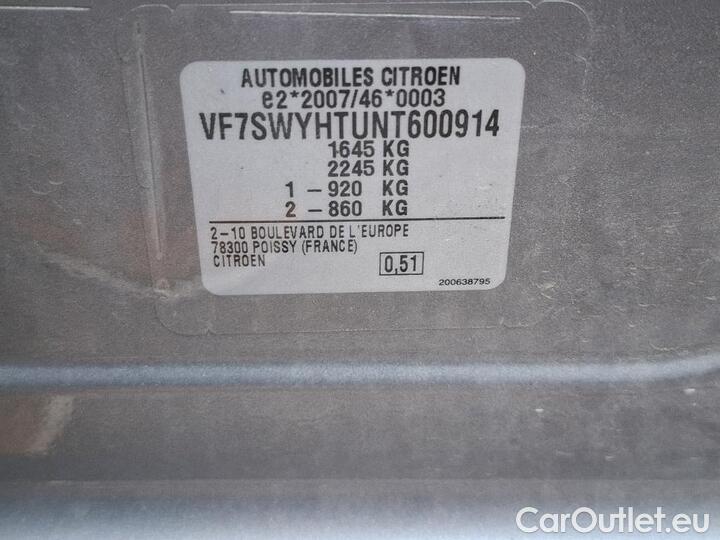 AUTOMOBILES CITROEN
e2*2007/46*0003
VF7SWYHTUNT600914
1645 KG
2245 KG
1 – 920 KG
2 – 860 KG
2–10 BOULEVARD DE L'EUROPE
78300 POISSY (FRANCE)
CITROEN
0,51
200638795
CarOutlet.eu